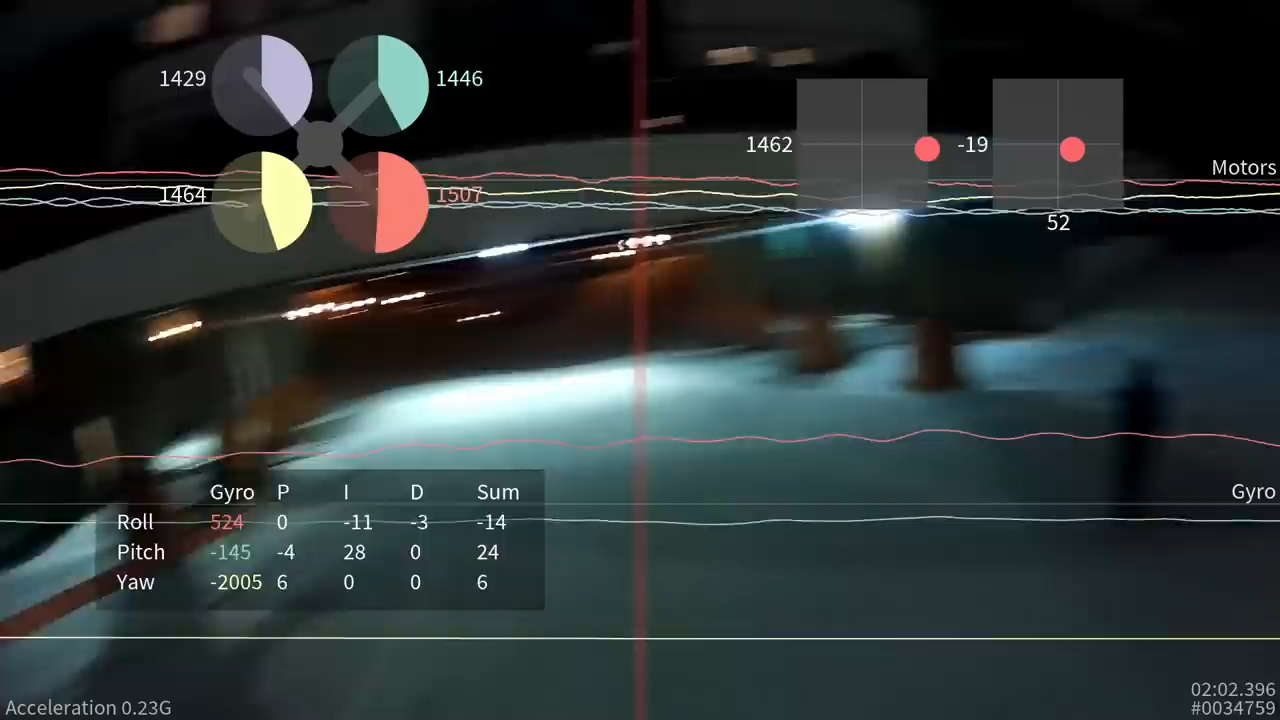 1429 1446
1462 -19
Motors
1464 1507
52
Gyro
Gyro P I D Sum
Roll 524 0 -11 -3 -14
Pitch -145 -4 28 0 24
Yaw -2005 6 0 0 6
02:02.396
Acceleration 0.23G #0034759